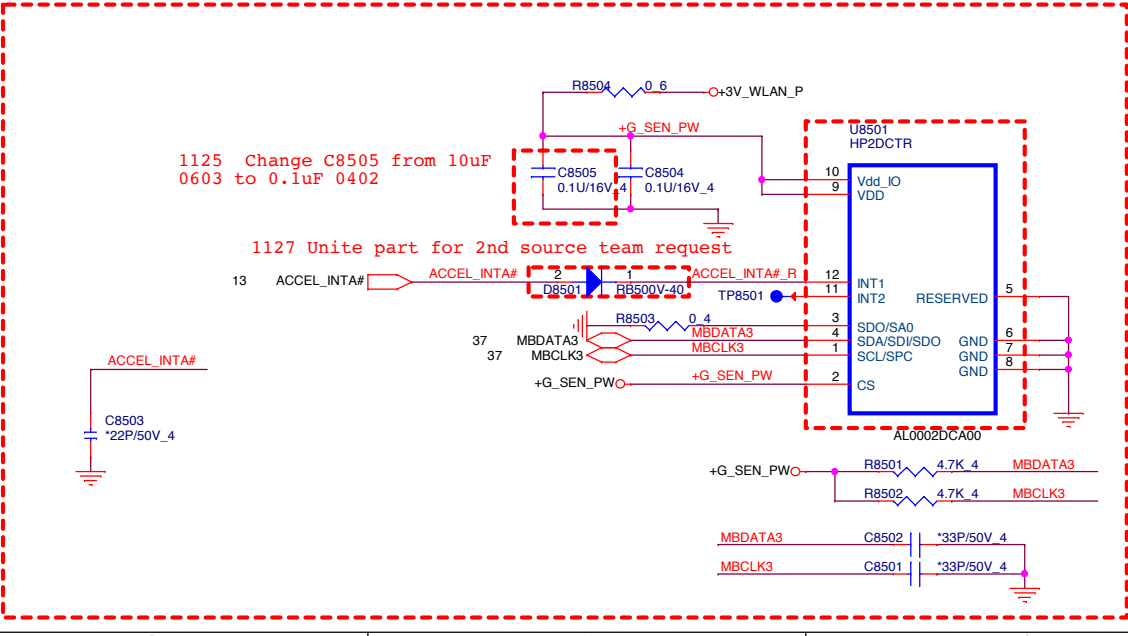 R8504 0_6 +3V_WLAN_P
+G_SEN_PW
U8501
HP2DCTR
1125 Change C8505 from 10uF
0603 to 0.1uF 0402
C8505
0.1U/16V_4
C8504
0.1U/16V_4
10 Vdd_IO
9 VDD
1127 Unite part for 2nd source team request
13 ACCEL_INTA# ACCEL_INTA# 2 1 ACCEL_INTA#_R 12 INT1
D8501 RB500V-40
TP8501 11 INT2
RESERVED 5
R8503 0_4 3 SDO/SA0
37 MBDATA3 MBDATA3 4 SDA/SDI/SDO GND 6
37 MBCLK3 MBCLK3 1 SCL/SPC GND 7
GND 8
+G_SEN_PW +G_SEN_PW 2 CS
ACCEL_INTA#
C8503
*22P/50V_4
AL0002DCA00
+G_SEN_PW R8501 4.7K_4 MBDATA3
R8502 4.7K_4 MBCLK3
MBDATA3 C8502 *33P/50V_4
MBCLK3 C8501 *33P/50V_4